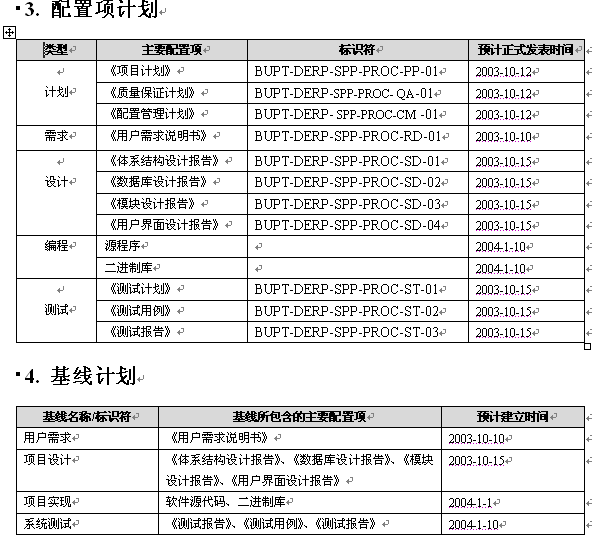 3. 配置项计划
类型 主要配置项 标识符 预计正式发表时间
计划 《项目计划》 BUPT-DERP-SPP-PROC-PP-01 2003-10-12
《质量保证计划》 BUPT-DERP-SPP-PROC- QA-01 2003-10-12
《配置管理计划》 BUPT-DERP- SPP-PROC-CM -01 2003-10-12
需求 《用户需求说明书》 BUPT-DERP-SPP-PROC-RD-01 2003-10-10
设计 《体系结构设计报告》 BUPT-DERP-SPP-PROC-SD-01 2003-10-15
《数据库设计报告》 BUPT-DERP-SPP-PROC-SD-02 2003-10-15
《模块设计报告》 BUPT-DERP-SPP-PROC-SD-03 2003-10-15
《用户界面设计报告》 BUPT-DERP-SPP-PROC-SD-04 2003-10-15
编程 源程序 2004-1-10
二进制库 2004-1-10
测试 《测试计划》 BUPT-DERP-SPP-PROC-ST-01 2003-10-15
《测试用例》 BUPT-DERP-SPP-PROC-ST-02 2003-10-15
《测试报告》 BUPT-DERP-SPP-PROC-ST-03 2003-10-15
4. 基线计划
基线名称/标识符 基线所包含的主要配置项 预计建立时间
用户需求 《用户需求说明书》 2003-10-10
项目设计 《体系结构设计报告》、《数据库设计报告》、《模块 2003-10-15
设计报告》、《用户界面设计报告》
项目实现 软件源代码、二进制库 2004-1-1
系统测试 《测试报告》、《测试用例》、《测试报告》 2004-1-10